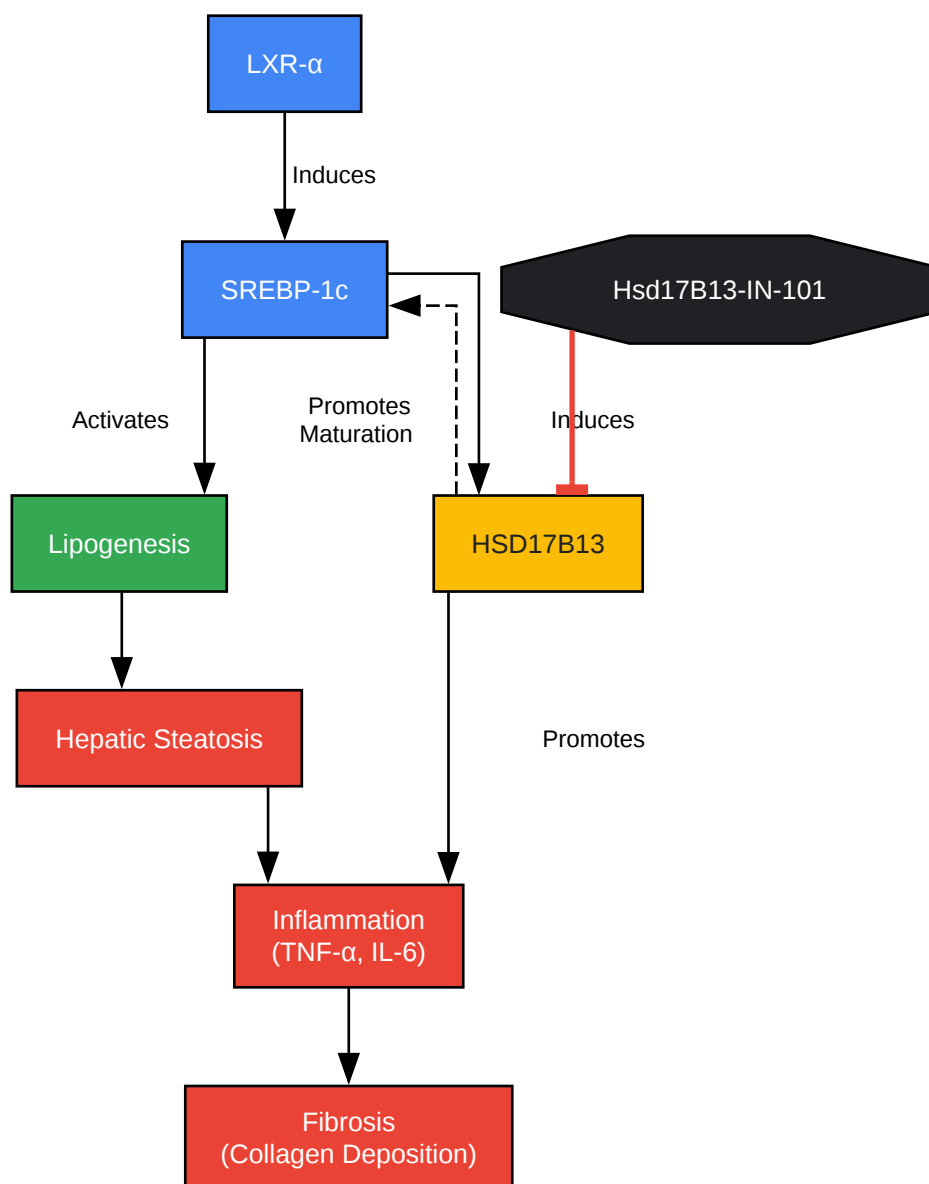 LXR-α
Induces
SREBP-1c
Hsd17B13-IN-101
Activates
Promotes
Maturation
Induces
Lipogenesis
HSD17B13
Hepatic Steatosis
Promotes
Inflammation
(TNF-α, IL-6)
Fibrosis
(Collagen Deposition)